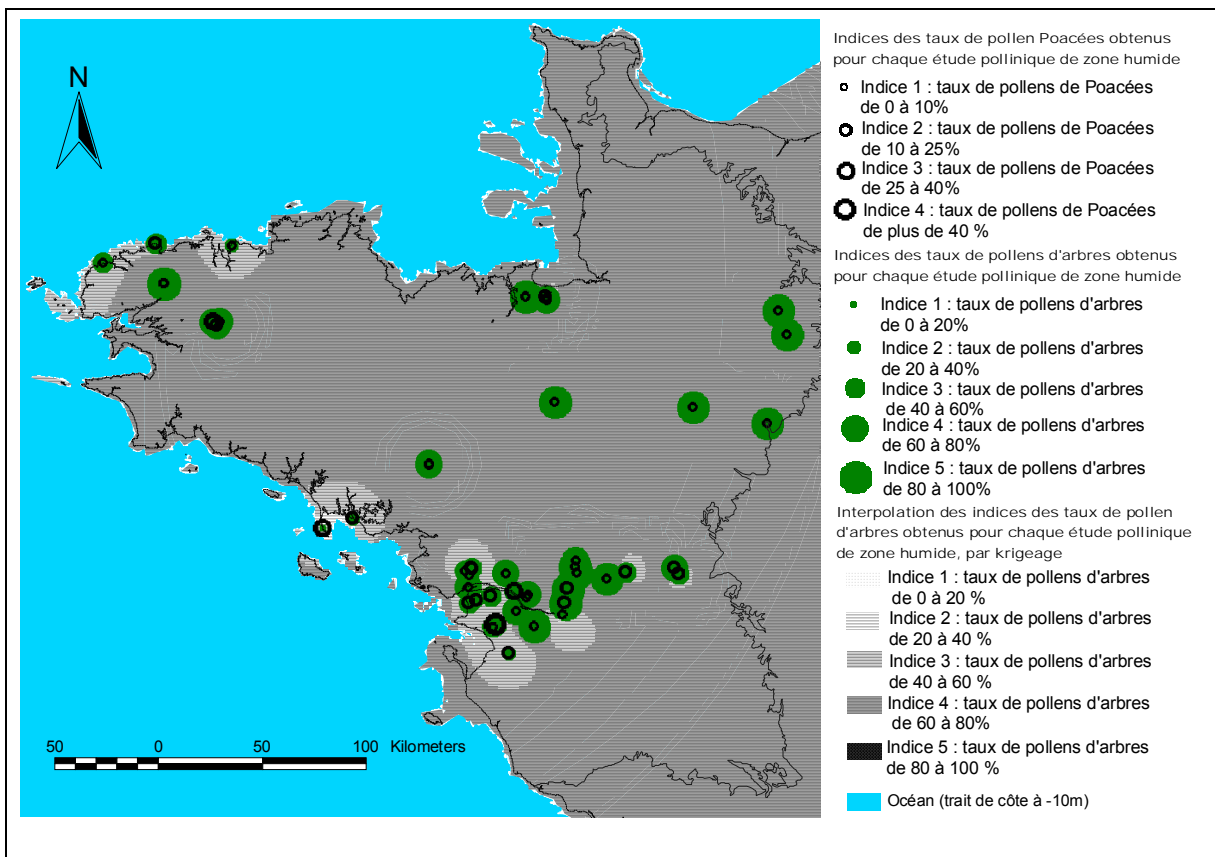 N
50 0 50 100 Kilometers
Indices des taux de pollen Poacées obtenus
pour chaque étude pollinique de zone humide
Indice 1 : taux de pollens de Poacées
de 0 à 10%
Indice 2 : taux de pollens de Poacées
de 10 à 25%
Indice 3 : taux de pollens de Poacées
de 25 à 40%
Indice 4 : taux de pollens de Poacées
de plus de 40 %
Indices des taux de pollens d'arbres obtenus
pour chaque étude pollinique de zone humide
Indice 1 : taux de pollens d'arbres
de 0 à 20%
Indice 2 : taux de pollens d'arbres
de 20 à 40%
Indice 3 : taux de pollens d'arbres
de 40 à 60%
Indice 4 : taux de pollens d'arbres
de 60 à 80%
Indice 5 : taux de pollens d'arbres
de 80 à 100%
Interpolation des indices des taux de pollen
d'arbres obtenus pour chaque étude pollinique
de zone humide, par krigeage
Indice 1 : taux de pollens d'arbres
de 0 à 20%
Indice 2 : taux de pollens d'arbres
de 20 à 40 %
Indice 3 : taux de pollens d'arbres
de 40 à 60 %
Indice 4 : taux de pollens d'arbres
de 60 à 80%
Indice 5 : taux de pollens d'arbres
de 80 à 100 %
Océan (trait de côte à -10m)